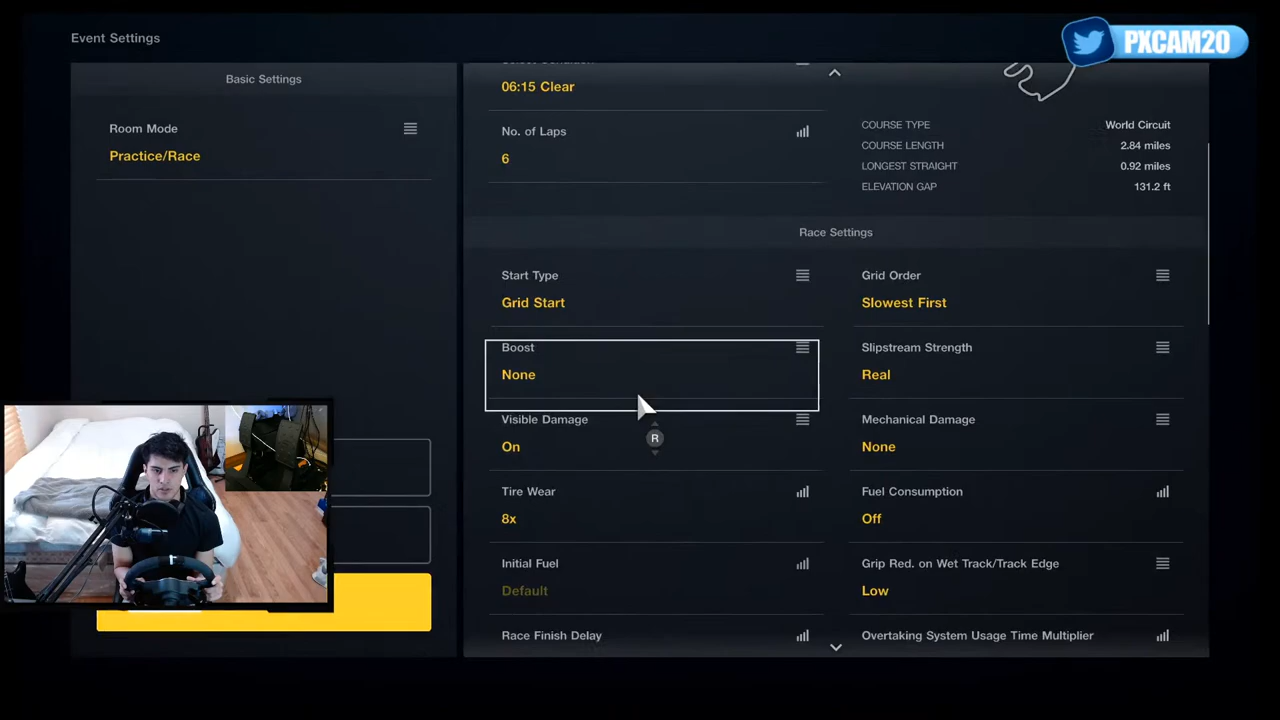 Event Settings
PXCAM20
Basic Settings
Room Mode
Practice/Race
06:15 Clear
No. of Laps
6
COURSE TYPE World Circuit
COURSE LENGTH 2.84 miles
LONGEST STRAIGHT 0.92 miles
ELEVATION GAP 131.2 ft
Race Settings
Start Type
Grid Start
Grid Order
Slowest First
Boost
None
Slipstream Strength
Real
Visible Damage
On
Mechanical Damage
None
R
Tire Wear
8x
Fuel Consumption
Off
Initial Fuel
Default
Grip Red. on Wet Track/Track Edge
Low
Race Finish Delay
Overtaking System Usage Time Multiplier